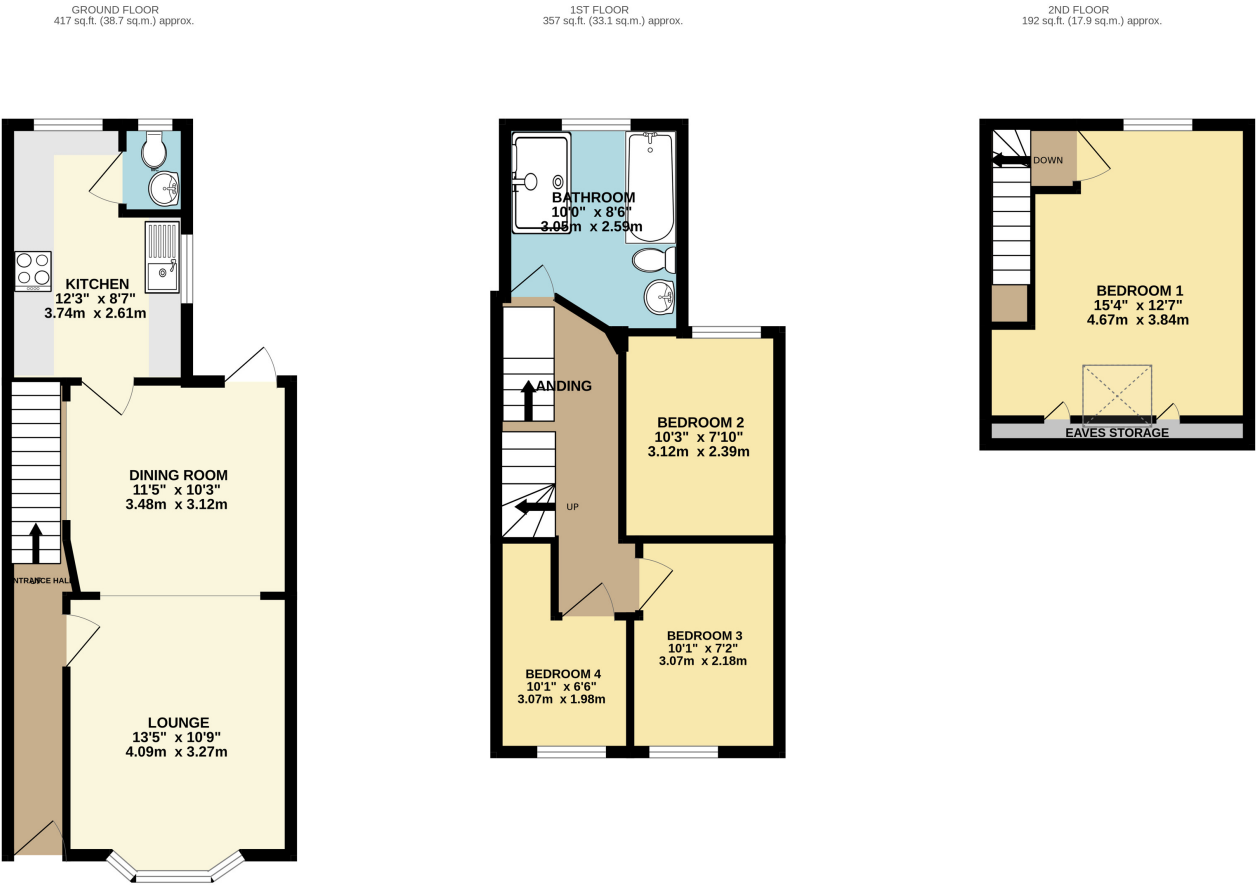 GROUND FLOOR
417 sq.ft. (38.7 sq.m.) approx.
1ST FLOOR
357 sq.ft. (33.1 sq.m.) approx.
2ND FLOOR
192 sq.ft. (17.9 sq.m.) approx.
KITCHEN
12'3" x 8'7"
3.74m x 2.61m
DINING ROOM
11'5" x 10'3"
3.48m x 3.12m
NTRANCE HALL
LOUNGE
13'5" x 10'9"
4.09m x 3.27m
BATHROOM
10'0" x 8'6"
3.05m x 2.59m
ANDING
UP
BEDROOM 2
10'3" x 7'10"
3.12m x 2.39m
BEDROOM 3
10'1" x 7'2"
3.07m x 2.18m
BEDROOM 4
10'1" x 6'6"
3.07m x 1.98m
DOWN
BEDROOM 1
15'4" x 12'7"
4.67m x 3.84m
EAVES STORAGE